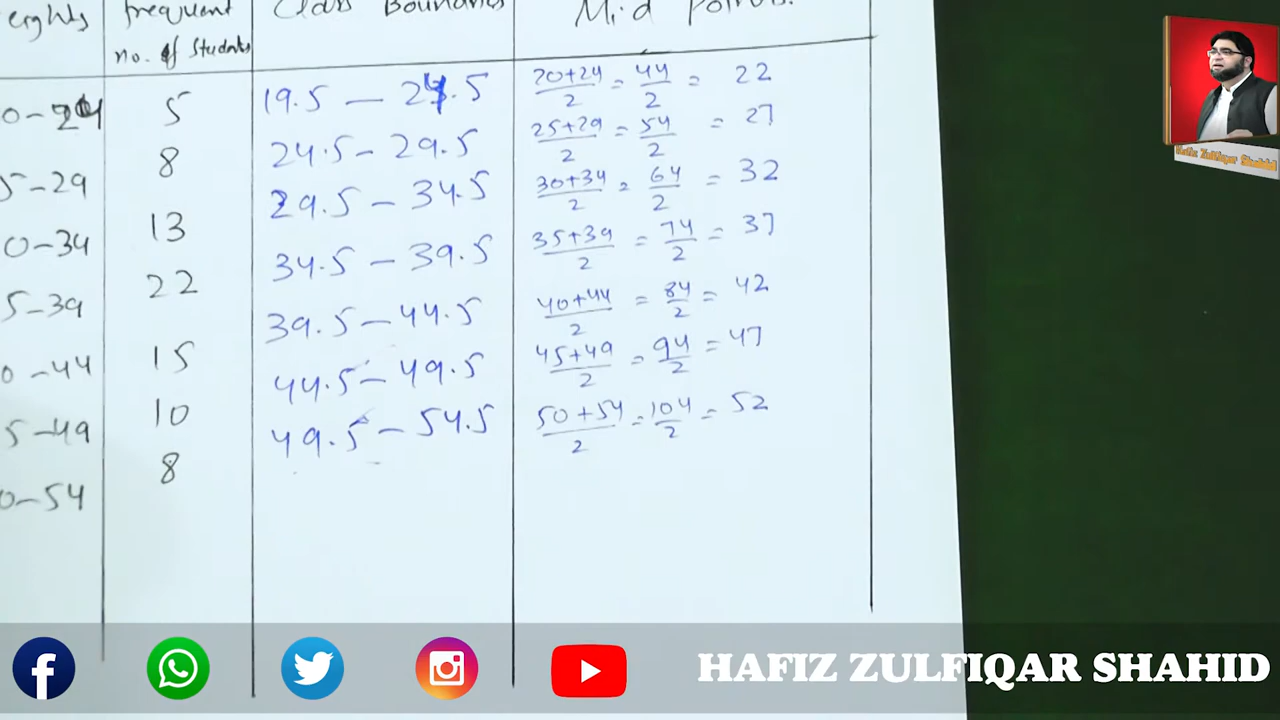 eights frequent Class Boundaries Mid Points.
no. of Students
0-24 5 19.5 — 24.5 20+24/2 = 44/2 = 22
5-29 8 24.5 - 29.5 25+29/2 = 54/2 = 27
0-34 13 29.5 - 34.5 30+34/2 = 64/2 = 32
5-39 22 34.5 - 39.5 35+39/2 = 74/2 = 37
0-44 15 39.5 - 44.5 40+44/2 = 84/2 = 42
5-49 10 44.5 - 49.5 45+49/2 = 94/2 = 47
0-54 8 49.5 - 54.5 50+54/2 = 104/2 = 52
Hafiz Zulfiqar Shahid
HAFIZ ZULFIQAR SHAHID